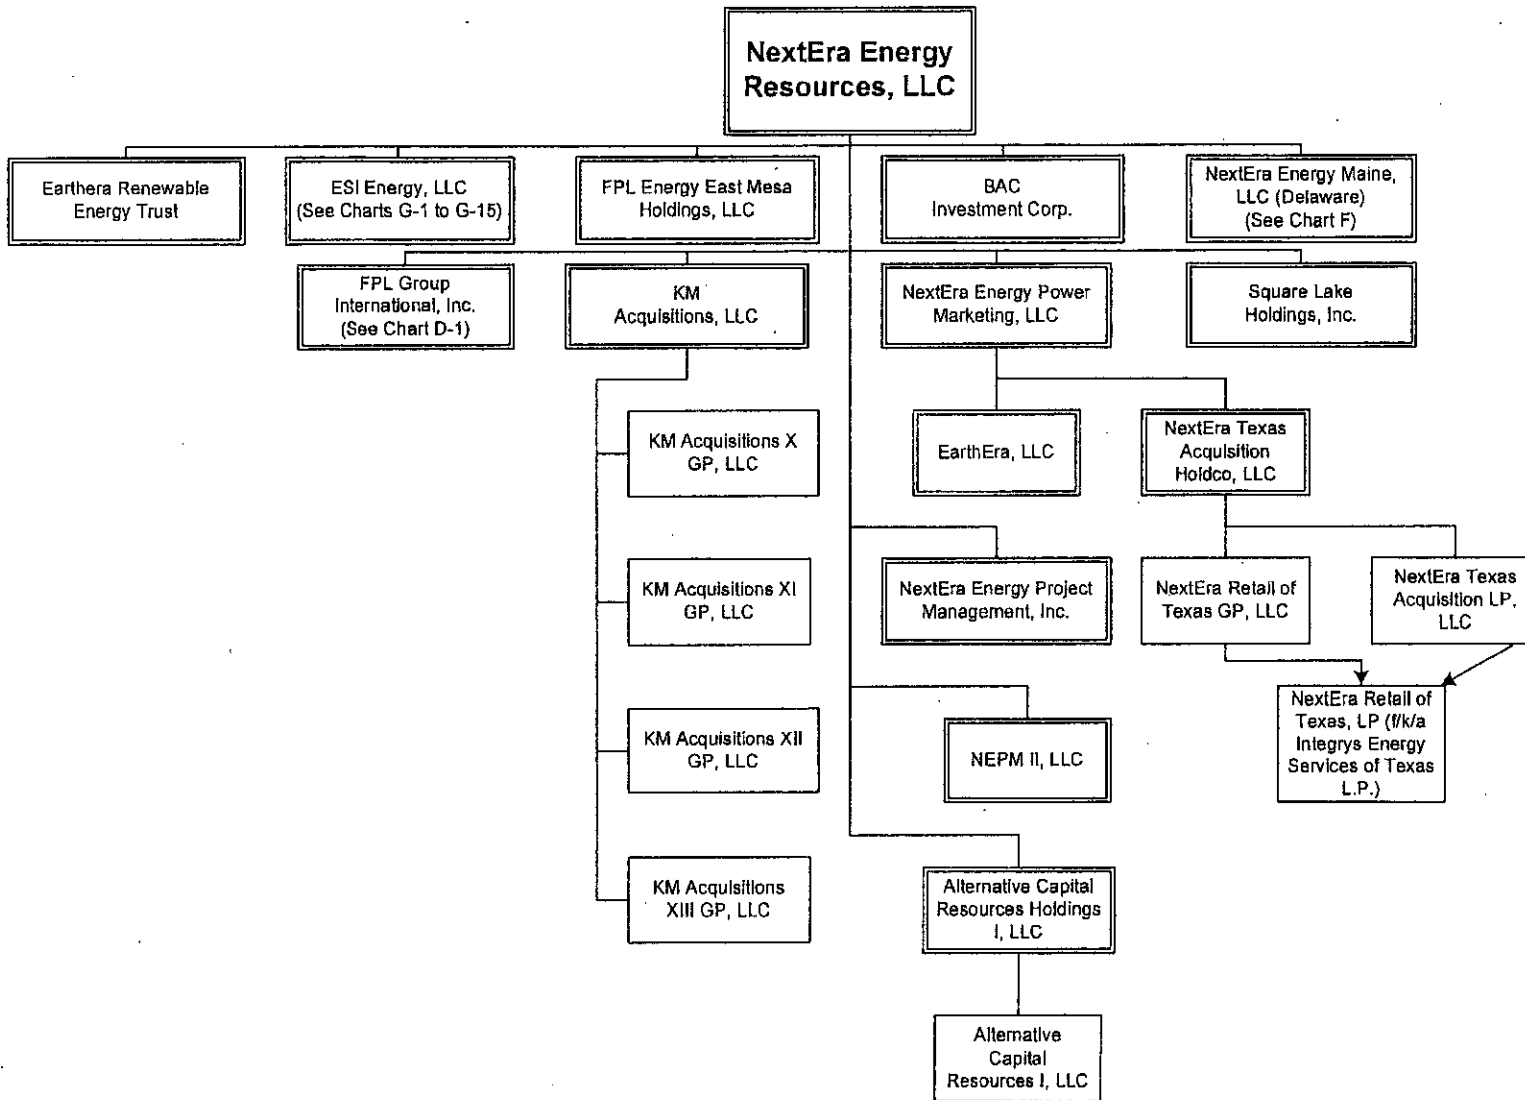 NextEra Energy
Resources, LLC
Earthera Renewable
Energy Trust
ESI Energy, LLC
(See Charts G-1 to G-15)
FPL Energy East Mesa
Holdings, LLC
BAC
Investment Corp.
NextEra Energy Maine,
LLC (Delaware)
(See Chart F)
FPL Group
International, Inc.
(See Chart D-1)
KM
Acquisitions, LLC
NextEra Energy Power
Marketing, LLC
Square Lake
Holdings, Inc.
KM Acquisitions X
GP, LLC
EarthEra, LLC
NextEra Texas
Acquisition
Holdco, LLC
KM Acquisitions XI
GP, LLC
NextEra Energy Project
Management, Inc.
NextEra Retail of
Texas GP, LLC
NextEra Texas
Acquisition LP,
LLC
KM Acquisitions XII
GP, LLC
NEPM II, LLC
NextEra Retail of
Texas, LP (f/k/a
Integrys Energy
Services of Texas
L.P.)
KM Acquisitions
XIII GP, LLC
Alternative Capital
Resources Holdings
I, LLC
Alternative
Capital
Resources I, LLC